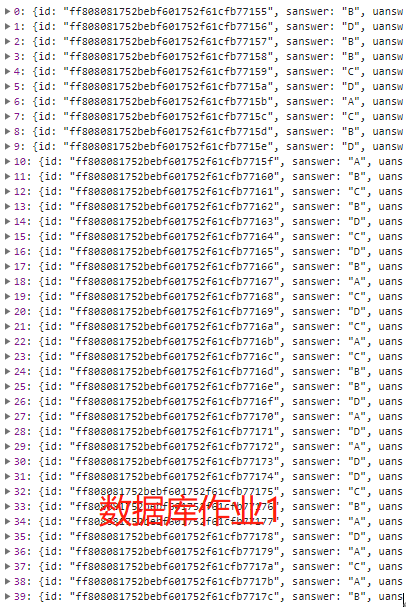 0: {id: "ff808081752bebf601752f61cfb77155", sanswer: "B", uansw
1: {id: "ff808081752bebf601752f61cfb77156", sanswer: "D", uansw
2: {id: "ff808081752bebf601752f61cfb77157", sanswer: "B", uansw
3: {id: "ff808081752bebf601752f61cfb77158", sanswer: "B", uansw
4: {id: "ff808081752bebf601752f61cfb77159", sanswer: "C", uansw
5: {id: "ff808081752bebf601752f61cfb7715a", sanswer: "D", uansw
6: {id: "ff808081752bebf601752f61cfb7715b", sanswer: "A", uansw
7: {id: "ff808081752bebf601752f61cfb7715c", sanswer: "C", uansw
8: {id: "ff808081752bebf601752f61cfb7715d", sanswer: "B", uansw
9: {id: "ff808081752bebf601752f61cfb7715e", sanswer: "D", uansw
10: {id: "ff808081752bebf601752f61cfb7715f", sanswer: "A", uans
11: {id: "ff808081752bebf601752f61cfb77160", sanswer: "B", uans
12: {id: "ff808081752bebf601752f61cfb77161", sanswer: "C", uans
13: {id: "ff808081752bebf601752f61cfb77162", sanswer: "B", uans
14: {id: "ff808081752bebf601752f61cfb77163", sanswer: "D", uans
15: {id: "ff808081752bebf601752f61cfb77164", sanswer: "C", uans
16: {id: "ff808081752bebf601752f61cfb77165", sanswer: "D", uans
17: {id: "ff808081752bebf601752f61cfb77166", sanswer: "B", uans
18: {id: "ff808081752bebf601752f61cfb77167", sanswer: "A", uans
19: {id: "ff808081752bebf601752f61cfb77168", sanswer: "C", uans
20: {id: "ff808081752bebf601752f61cfb77169", sanswer: "D", uans
21: {id: "ff808081752bebf601752f61cfb7716a", sanswer: "C", uans
22: {id: "ff808081752bebf601752f61cfb7716b", sanswer: "A", uans
23: {id: "ff808081752bebf601752f61cfb7716c", sanswer: "C", uans
24: {id: "ff808081752bebf601752f61cfb7716d", sanswer: "B", uans
25: {id: "ff808081752bebf601752f61cfb7716e", sanswer: "B", uans
26: {id: "ff808081752bebf601752f61cfb7716f", sanswer: "D", uans
27: {id: "ff808081752bebf601752f61cfb77170", sanswer: "A", uans
28: {id: "ff808081752bebf601752f61cfb77171", sanswer: "D", uans
29: {id: "ff808081752bebf601752f61cfb77172", sanswer: "A", uans
30: {id: "ff808081752bebf601752f61cfb77173", sanswer: "D", uans
31: {id: "ff808081752bebf601752f61cfb77174", sanswer: "D", uans
32: {id: "ff808081752bebf601752f61cfb77175", sanswer: "C", uans
33: {id: "ff808081752bebf601752f61cfb77176", sanswer: "B", uans
数据库作业1
34: {id: "ff808081752bebf601752f61cfb77177", sanswer: "A", uans
35: {id: "ff808081752bebf601752f61cfb77178", sanswer: "D", uans
36: {id: "ff808081752bebf601752f61cfb77179", sanswer: "A", uans
37: {id: "ff808081752bebf601752f61cfb7717a", sanswer: "C", uans
38: {id: "ff808081752bebf601752f61cfb7717b", sanswer: "A", uans
39: {id: "ff808081752bebf601752f61cfb7717c", sanswer: "B", uans